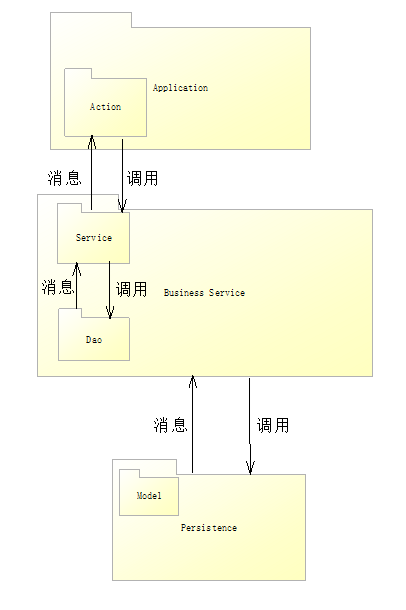 Application
Action
消息
调用
Service
消息
调用
Business Service
Dao
消息
调用
Model
Persistence